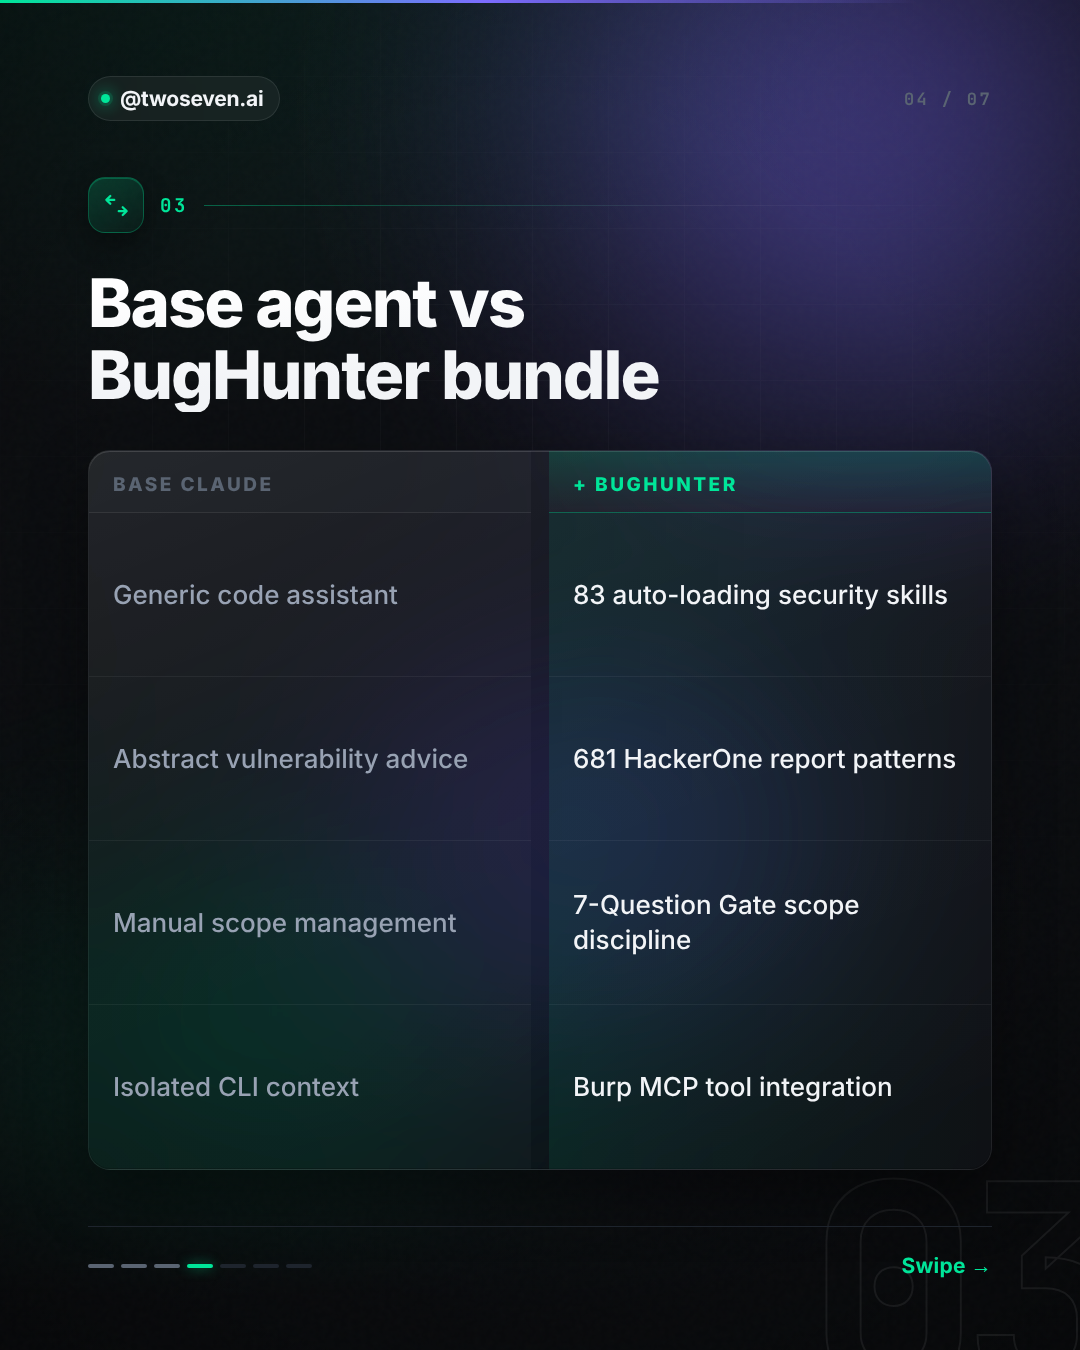 @twoseven.ai
04 / 07
03
Base agent vs
BugHunter bundle
BASE CLAUDE
+ BUGHUNTER
Generic code assistant
83 auto-loading security skills
Abstract vulnerability advice
681 HackerOne report patterns
Manual scope management
7-Question Gate scope
discipline
Isolated CLI context
Burp MCP tool integration
03
Swipe →